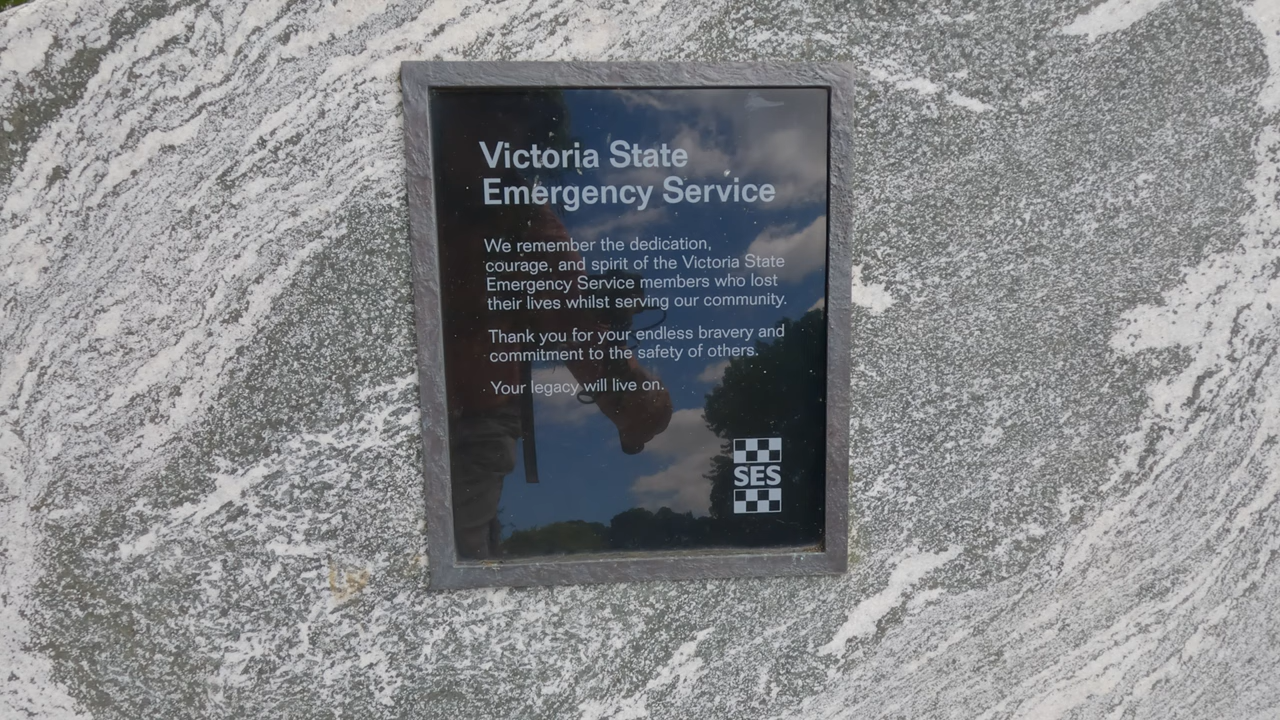 Victoria State
Emergency Service
We remember the dedication,
courage, and spirit of the Victoria State
Emergency Service members who lost
their lives whilst serving our community.
Thank you for your endless bravery and
commitment to the safety of others.
Your legacy will live on.
SES